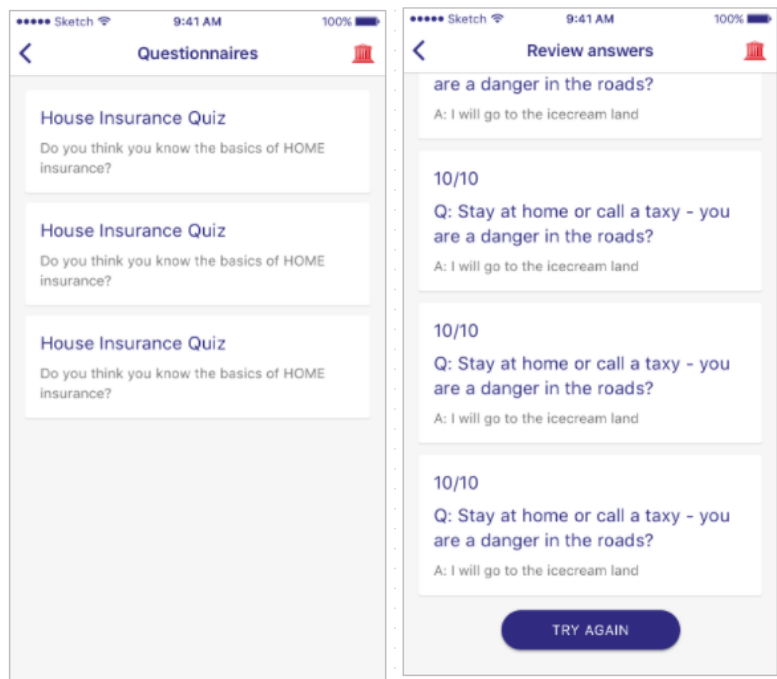 Sketch 9:41 AM 100%
Questionnaires
House Insurance Quiz
Do you think you know the basics of HOME
insurance?
House Insurance Quiz
Do you think you know the basics of HOME
insurance?
House Insurance Quiz
Do you think you know the basics of HOME
insurance?
Sketch 9:41 AM 100%
Review answers
are a danger in the roads?
A: I will go to the icecream land
10/10
Q: Stay at home or call a taxy - you
are a danger in the roads?
A: I will go to the icecream land
10/10
Q: Stay at home or call a taxy - you
are a danger in the roads?
A: I will go to the icecream land
10/10
Q: Stay at home or call a taxy - you
are a danger in the roads?
A: I will go to the icecream land
TRY AGAIN